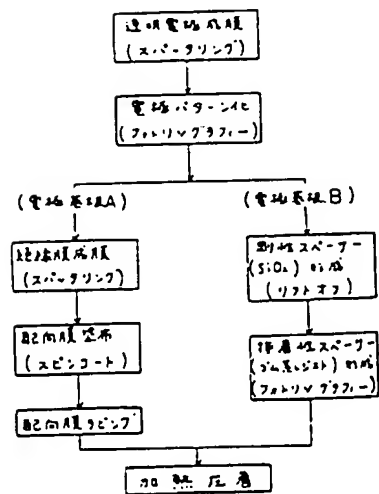 透明電極成膜
(スパッタリング)
電極パターン化
(フォトリソグラフィー)
(電極基板A)
(電極基板B)
絶縁膜成膜
(スパッタリング)
剛性スペーサー
(SiO₂)形成
(リフトオフ)
配向膜塗布
(スピンコート)
接着性スペーサー
(ゴム系レジスト)形成
(フォトリソグラフィー)
配向膜ラビング
加熱圧着